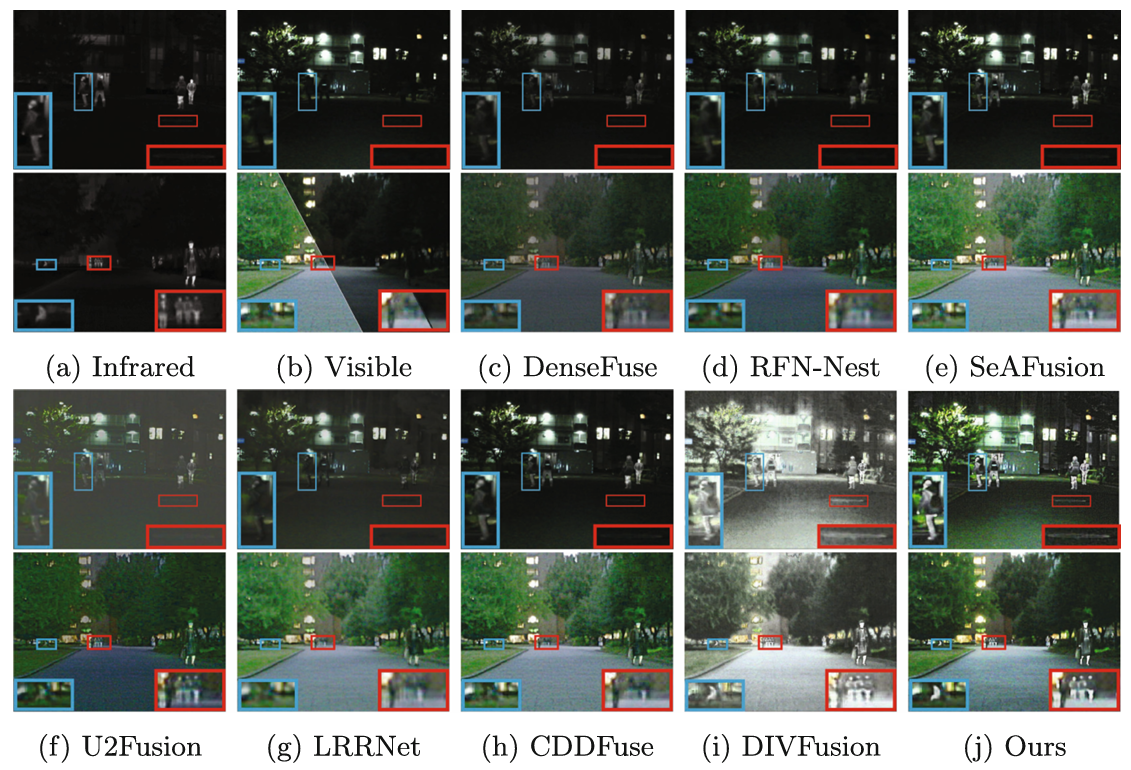 (a) Infrared
(b) Visible
(c) DenseFuse
(d) RFN-Nest
(e) SeAFusion
(f) U2Fusion
(g) LRRNet
(h) CDDFuse
(i) DIVFusion
(j) Ours